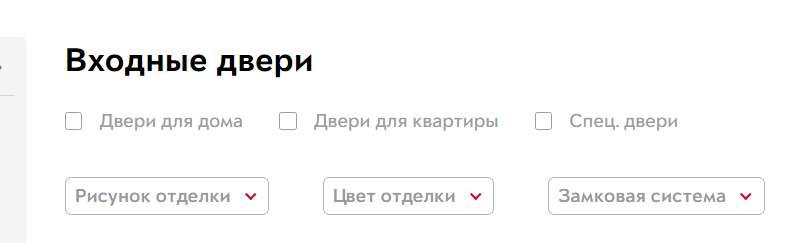 Входные двери
Двери для дома Двери для квартиры Спец. двери
Рисунок отделки Цвет отделки Замковая система